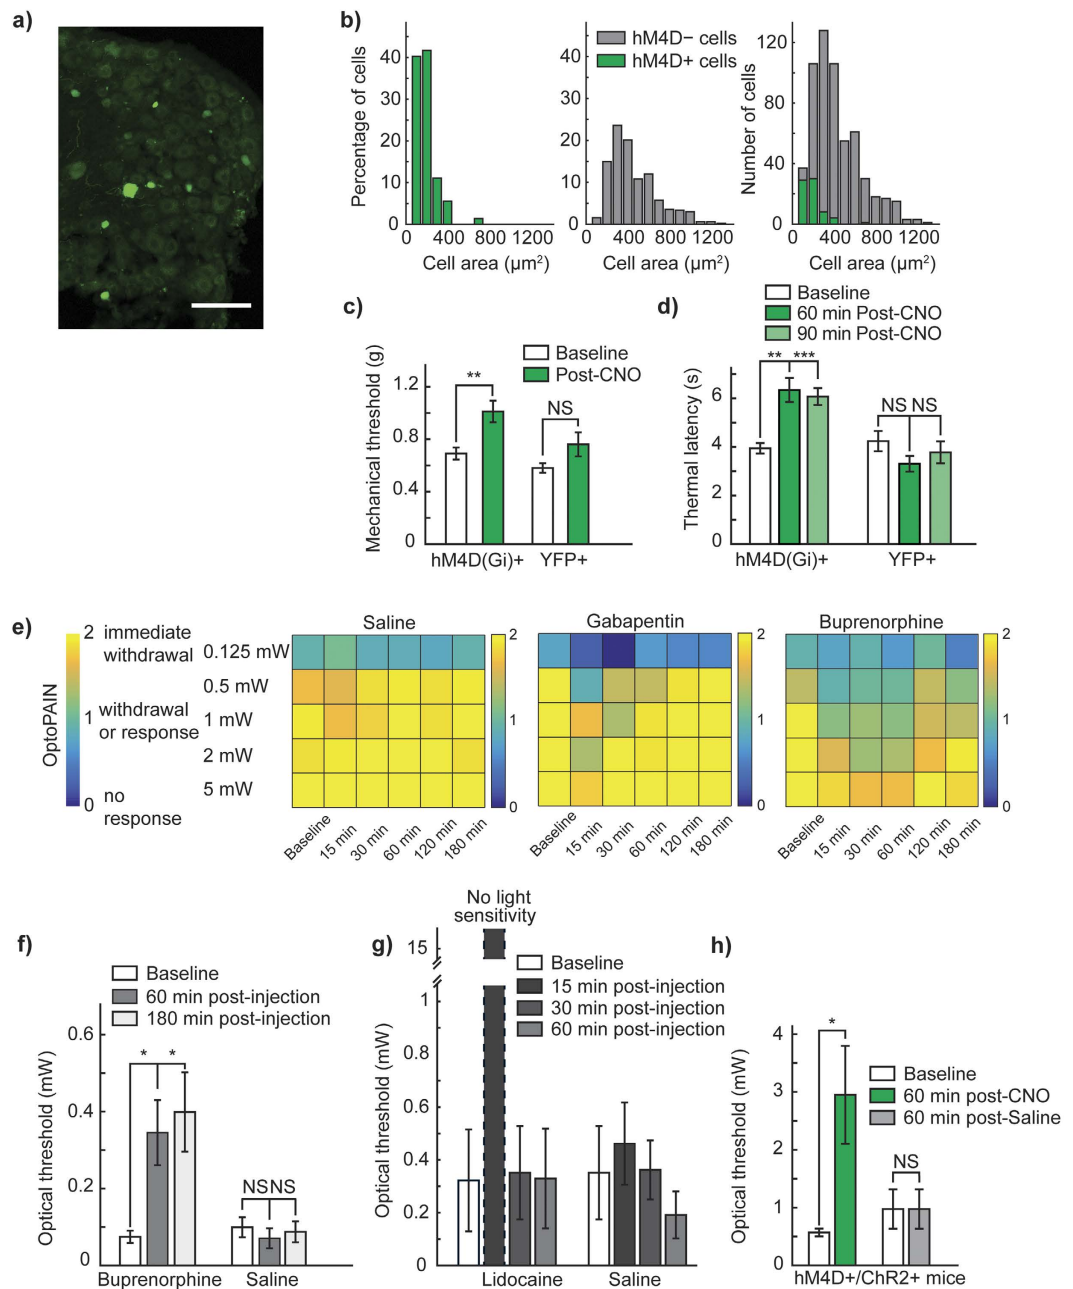 a)
b)
Percentage of cells
40
20
0
0 400 800 1200
Cell area (µm²)
hM4D− cells
hM4D+ cells
40
20
0
0 400 800 1200
Cell area (µm²)
Number of cells
120
80
40
0
0 400 800 1200
Cell area (µm²)
c)
Baseline
Post-CNO
Mechanical threshold (g)
1.2
0.8
0.4
0
**
NS
hM4D(Gi)+ YFP+
d)
Baseline
60 min Post-CNO
90 min Post-CNO
Thermal latency (s)
6
4
2
0
** ***
NS NS
hM4D(Gi)+ YFP+
e)
OptoPAIN
2 immediate
withdrawal
1 withdrawal
or response
0 no
response
Saline
Gabapentin
Buprenorphine
0.125 mW
0.5 mW
1 mW
2 mW
5 mW
2
1
0
2
1
0
2
1
0
Baseline 15 min 30 min 60 min 120 min 180 min
Baseline 15 min 30 min 60 min 120 min 180 min
Baseline 15 min 30 min 60 min 120 min 180 min
f)
Baseline
60 min post-injection
180 min post-injection
Optical threshold (mW)
0.6
0.4
0.2
0
* *
NS NS
Buprenorphine Saline
g)
No light
sensitivity
Baseline
15 min post-injection
30 min post-injection
60 min post-injection
Optical threshold (mW)
15
1
0.8
0.6
0.4
0.2
0
Lidocaine Saline
h)
Baseline
60 min post-CNO
60 min post-Saline
Optical threshold (mW)
4
3
2
1
0
*
NS
hM4D+/ChR2+ mice